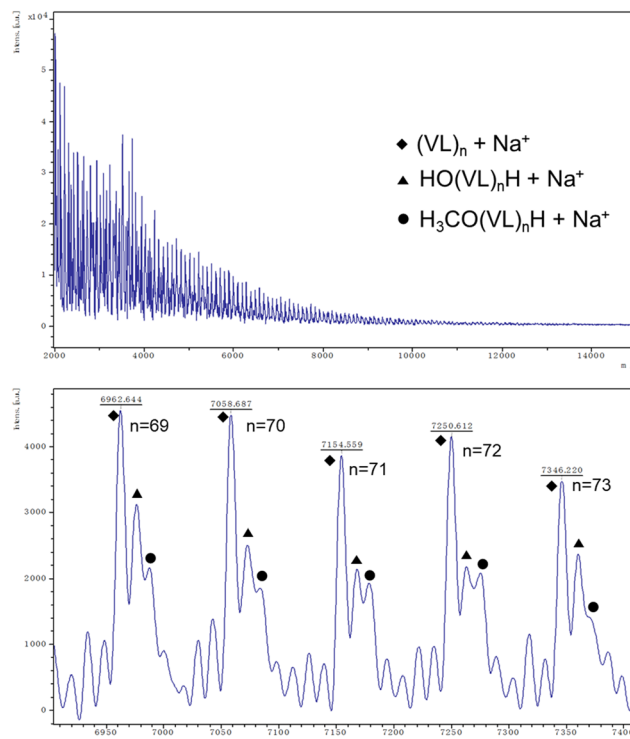 Intens. [a.u.]
x10⁴
5
4
3
2
1
0
2000
4000
6000
8000
10000
12000
14000
m
◆ (VL)n + Na⁺
▲ HO(VL)nH + Na⁺
● H₃CO(VL)nH + Na⁺
Intens. [a.u.]
4000
3000
2000
1000
0
6962.644
n=69
7058.687
n=70
7154.559
n=71
7250.612
n=72
7346.220
n=73
6950
7000
7050
7100
7150
7200
7250
7300
7350
7400